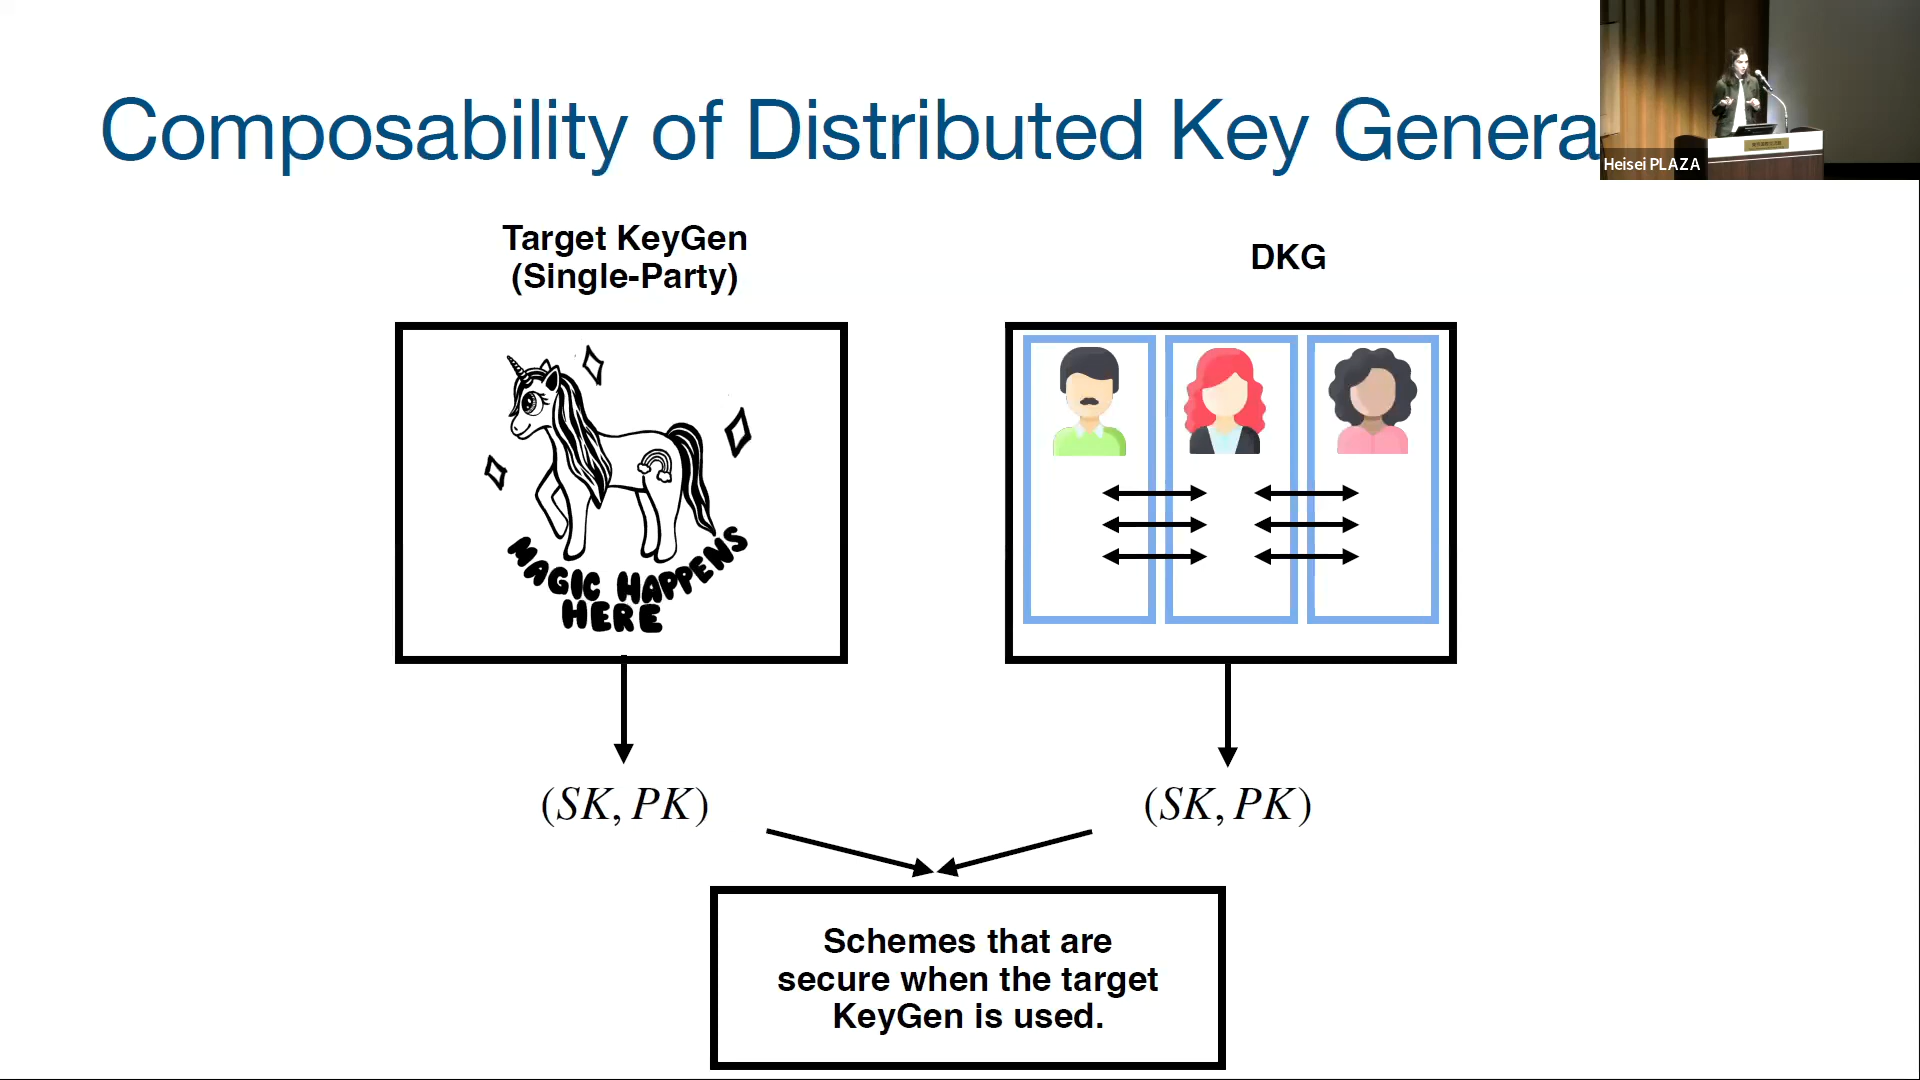 Composability of Distributed Key Genera
Heisei PLAZA
Target KeyGen
(Single-Party)
DKG
MAGIC HAPPENS
HERE
(SK, PK)
(SK, PK)
Schemes that are
secure when the target
KeyGen is used.